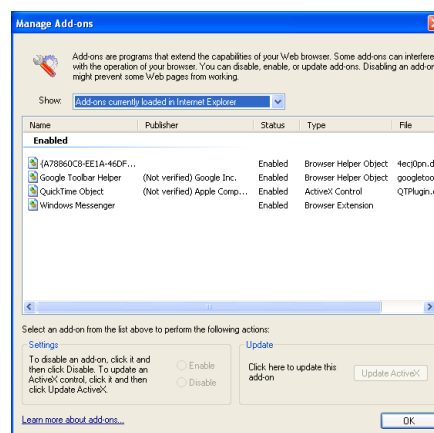 Manage Add-ons
Add-ons are programs that extend the capabilities of your Web browser. Some add-ons can interfere
with the operation of your browser. You can disable, enable, or update add-ons. Disabling an add-on
might prevent some Web pages from working.
Show: Add-ons currently loaded in Internet Explorer
Name Publisher Status Type File
Enabled
{A78860C8-EE1A-46DF... Enabled Browser Helper Object 4ecj0pn.d
Google Toolbar Helper (Not verified) Google Inc. Enabled Browser Helper Object googletoo
QuickTime Object (Not verified) Apple Comp... Enabled ActiveX Control QTPlugin.
Windows Messenger Enabled Browser Extension
Select an add-on from the list above to perform the following actions:
Settings
To disable an add-on, click it and
then click Disable. To update an
ActiveX control, click it and then
click Update ActiveX.
Enable
Disable
Update
Click here to update this
add-on
Update ActiveX
Learn more about add-ons...
OK